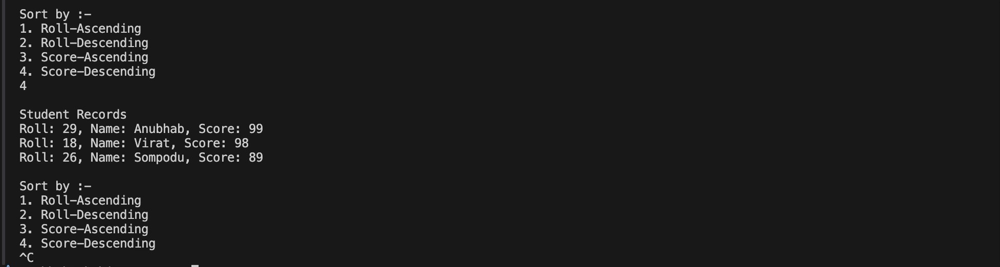 Sort by :-
1. Roll-Ascending
2. Roll-Descending
3. Score-Ascending
4. Score-Descending
4
Student Records
Roll: 29, Name: Anubhab, Score: 99
Roll: 18, Name: Virat, Score: 98
Roll: 26, Name: Sompodu, Score: 89
Sort by :-
1. Roll-Ascending
2. Roll-Descending
3. Score-Ascending
4. Score-Descending
^C